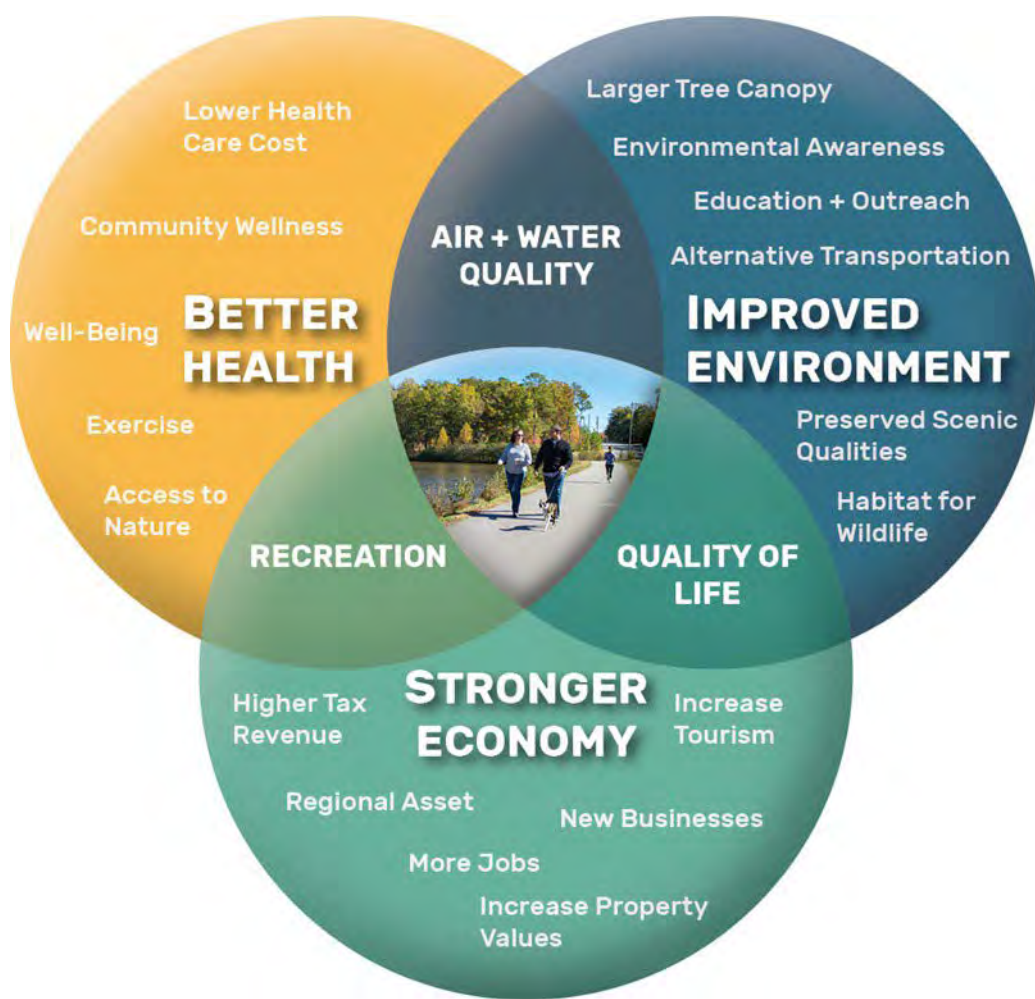 Lower Health
Care Cost
Community Wellness
Well-Being
BETTER
HEALTH
Exercise
Access to
Nature
AIR + WATER
QUALITY
Larger Tree Canopy
Environmental Awareness
Education + Outreach
Alternative Transportation
IMPROVED
ENVIRONMENT
Preserved Scenic
Qualities
Habitat for
Wildlife
RECREATION
QUALITY OF
LIFE
STRONGER
ECONOMY
Higher Tax
Revenue
Increase
Tourism
Regional Asset
New Businesses
More Jobs
Increase Property
Values